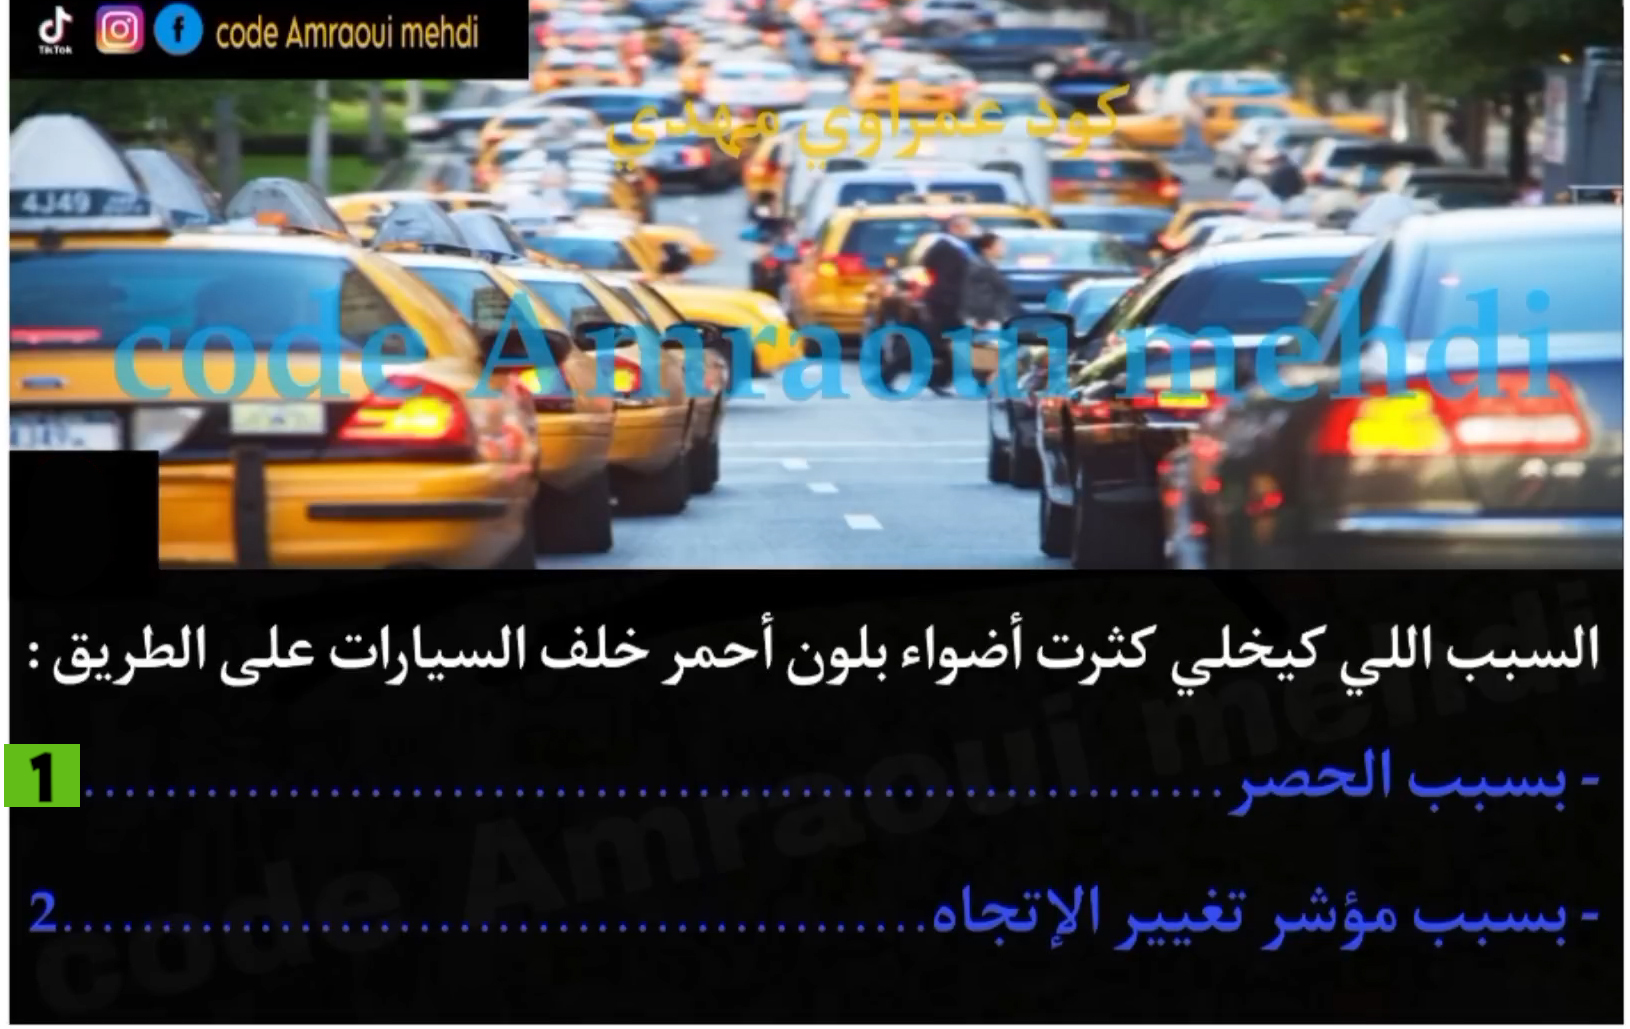 TikTok
code Amraoui mehdi
كود عمراوي مهدي
4J49
code Amraoui mehdi
السبب اللي كيخلي كثرت أضواء بلون أحمر خلف السيارات على الطريق :
- بسبب الحصر ................................ 1
- بسبب مؤشر تغيير الإتجاه ................................ 2
code Amraoui mehdi